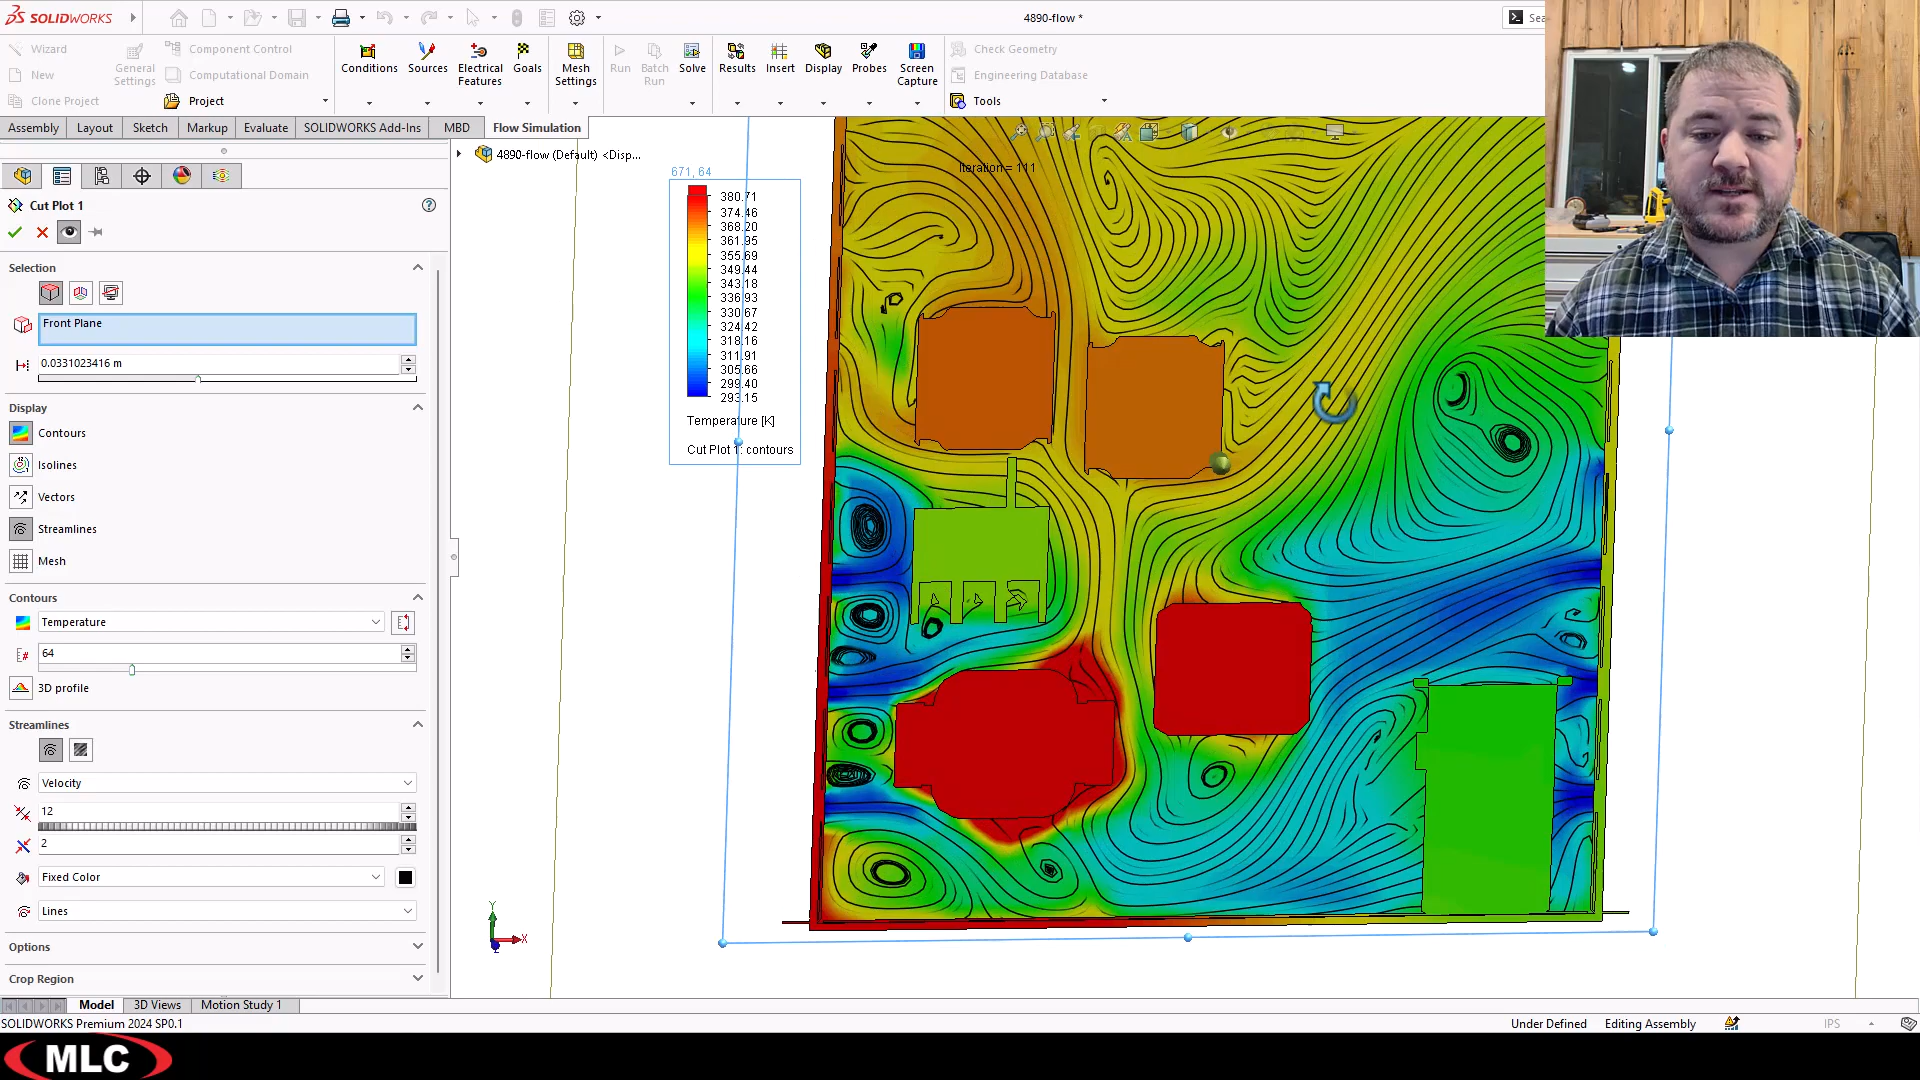 SOLIDWORKS
4890-flow *
Sea
Wizard
New
Clone Project
General Settings
Component Control
Computational Domain
Project
Conditions
Sources
Electrical Features
Goals
Mesh Settings
Run
Batch Run
Solve
Results
Insert
Display
Probes
Screen Capture
Check Geometry
Engineering Database
Tools
Assembly
Layout
Sketch
Markup
Evaluate
SOLIDWORKS Add-Ins
MBD
Flow Simulation
4890-flow (Default) <Disp...
Cut Plot 1
Selection
Front Plane
0.0331023416 m
Display
Contours
Isolines
Vectors
Streamlines
Mesh
Contours
Temperature
64
3D profile
Streamlines
Velocity
12
2
Fixed Color
Lines
Options
Crop Region
671, 64
380.71
374.46
368.20
361.95
355.69
349.44
343.18
336.93
330.67
324.42
318.16
311.91
305.66
299.40
293.15
Temperature [K]
Cut Plot 1: contours
Iteration = 111
Y
X
Z
Model
3D Views
Motion Study 1
SOLIDWORKS Premium 2024 SP0.1
Under Defined
Editing Assembly
IPS
MLC